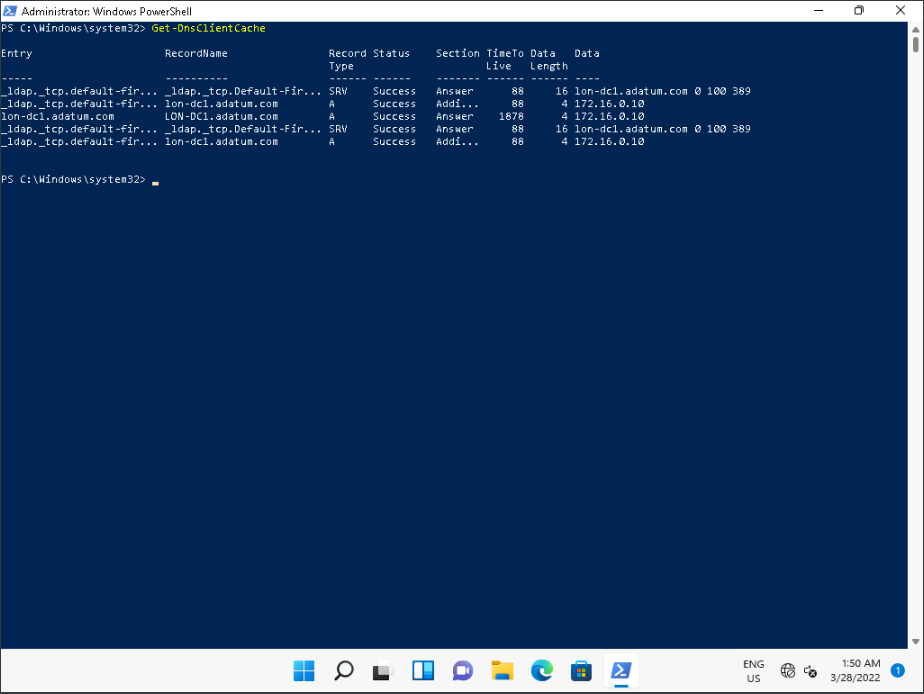 Administrator: Windows PowerShell
PS C:\Windows\system32> Get-DnsClientCache
Entry RecordName Record Status Section TimeTo Data Data
Type Live Length
----- ---------- ------ ------ ------- ------ ------ ----
_ldap._tcp.default-fir... _ldap._tcp.Default-Fir... SRV Success Answer 88 16 lon-dc1.adatum.com 0 100 389
_ldap._tcp.default-fir... lon-dc1.adatum.com A Success Addi... 88 4 172.16.0.10
lon-dc1.adatum.com LON-DC1.adatum.com A Success Answer 1878 4 172.16.0.10
_ldap._tcp.default-fir... _ldap._tcp.Default-Fir... SRV Success Answer 88 16 lon-dc1.adatum.com 0 100 389
_ldap._tcp.default-fir... lon-dc1.adatum.com A Success Addi... 88 4 172.16.0.10
PS C:\Windows\system32>
ENG
US
1:50 AM
3/28/2022
1